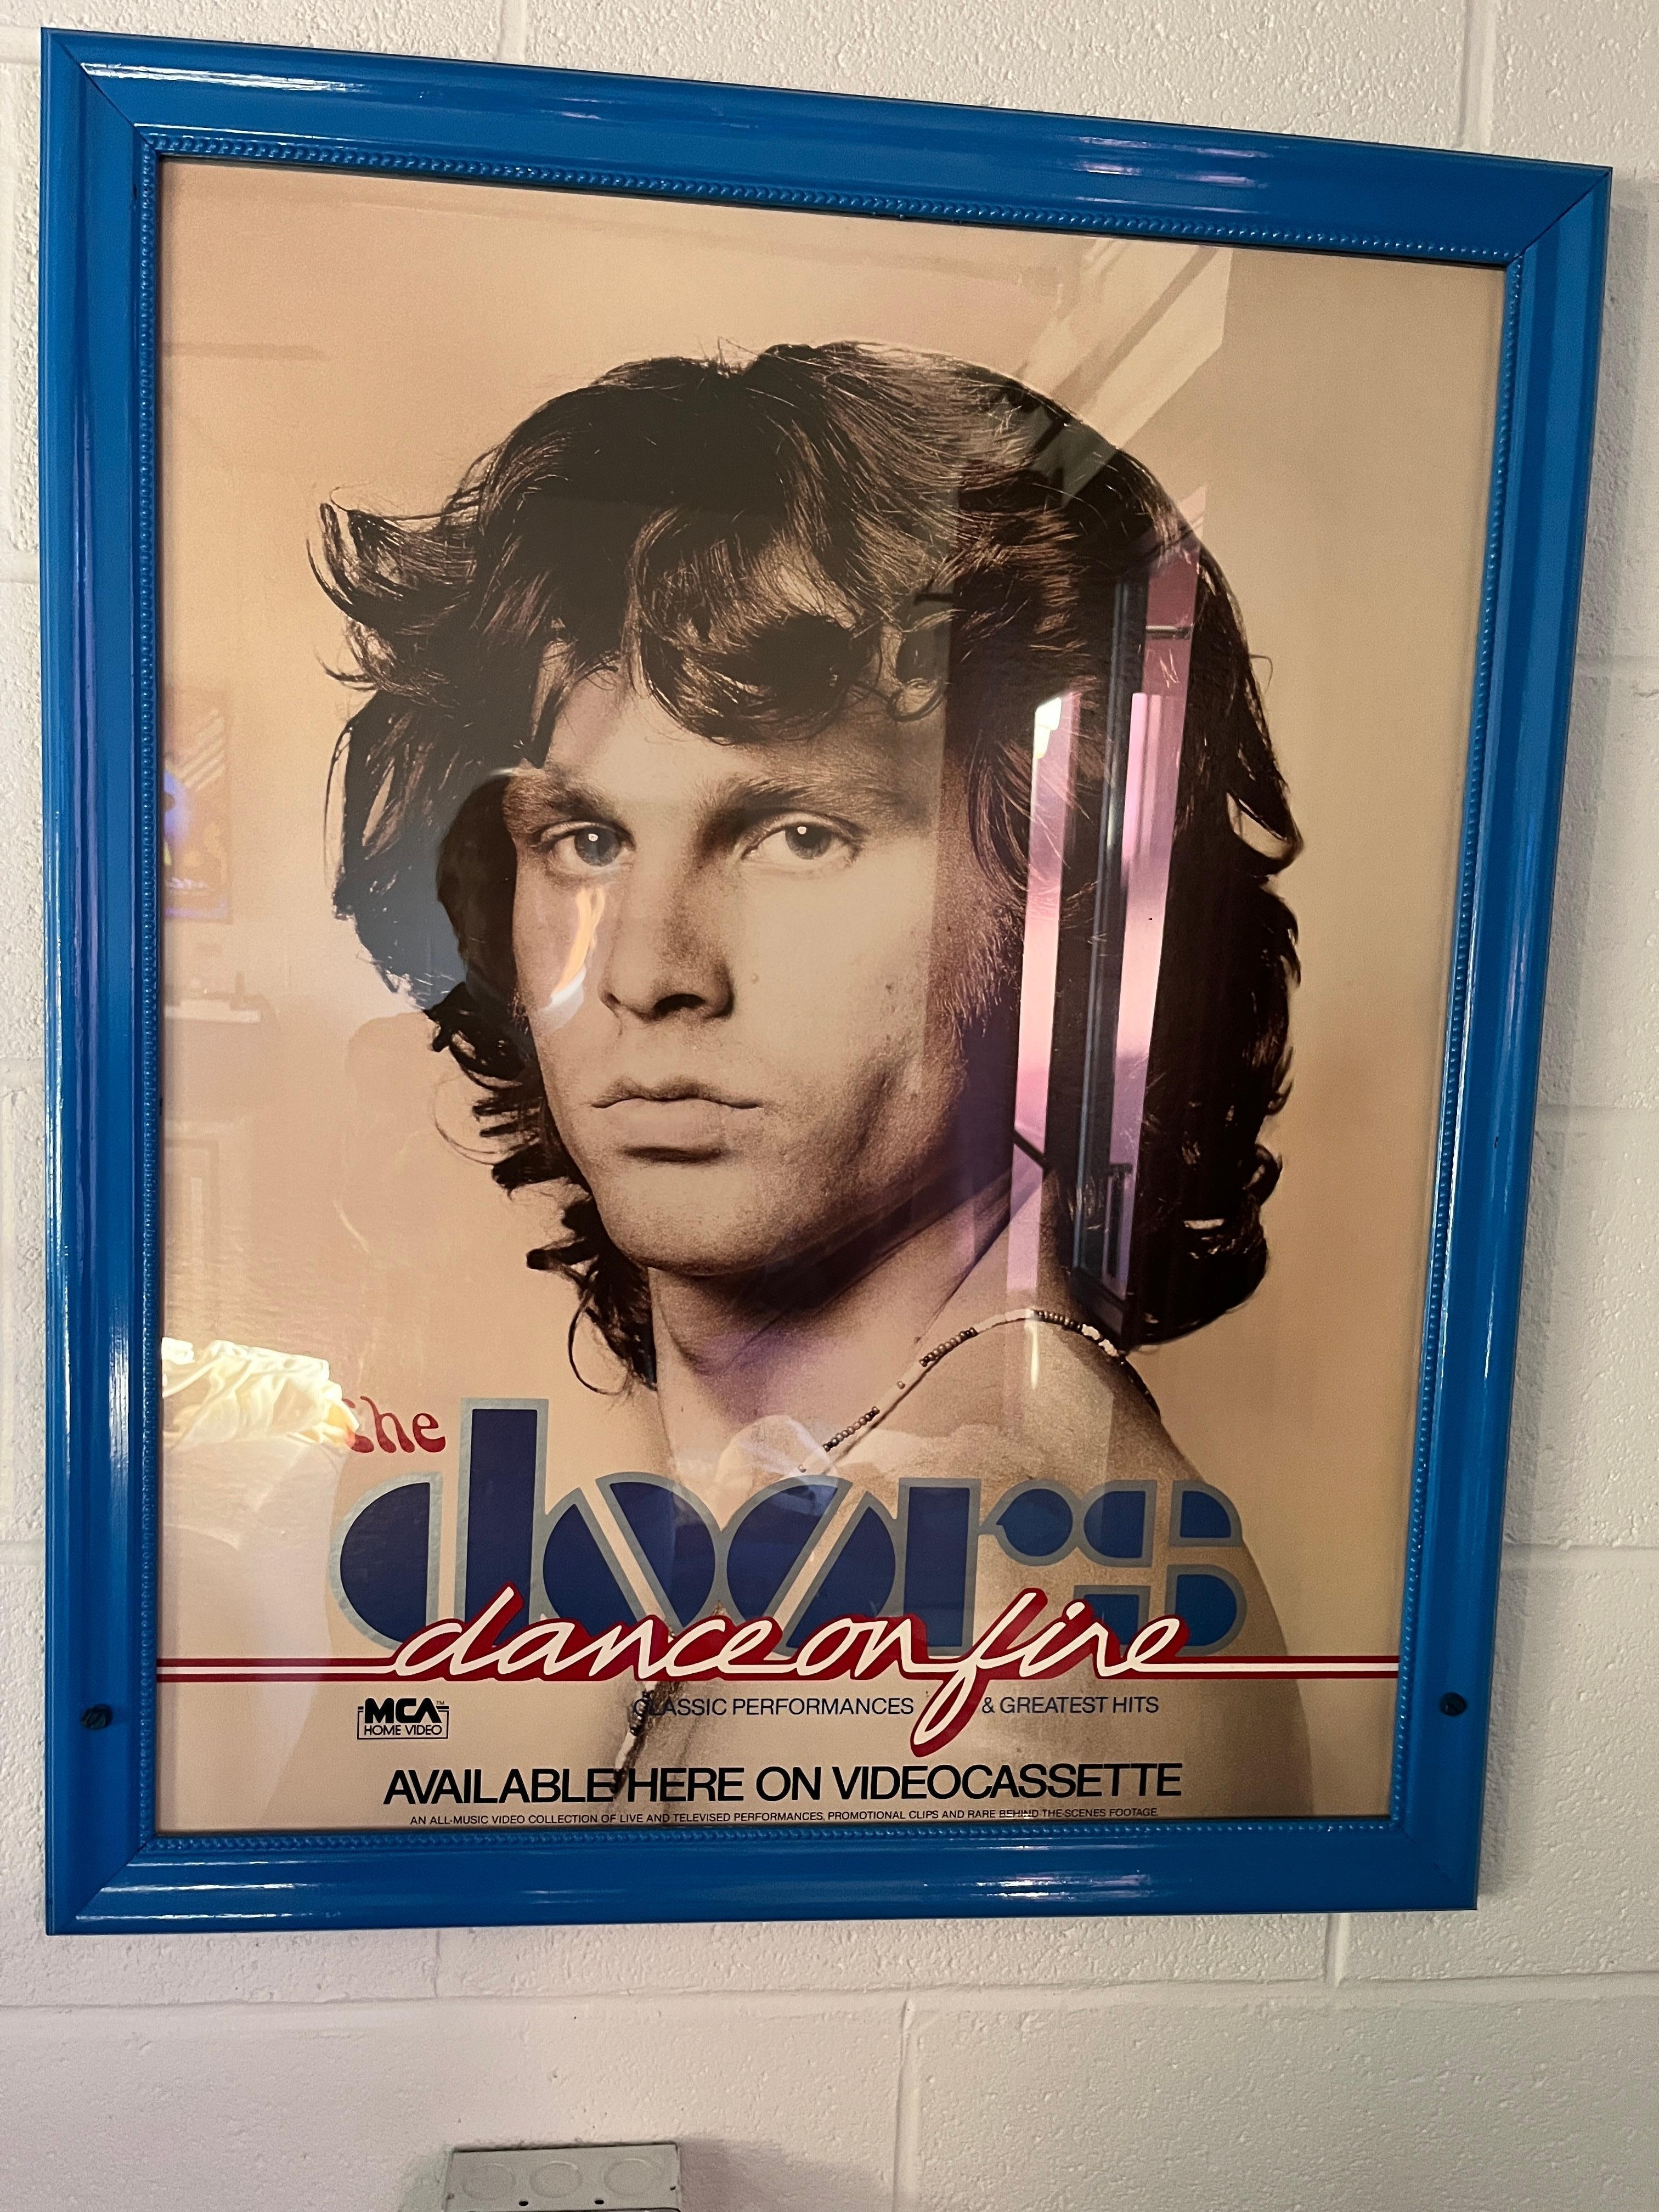 the
doors
dance on fire
MCA™
HOME VIDEO
CLASSIC PERFORMANCES & GREATEST HITS
AVAILABLE HERE ON VIDEOCASSETTE
AN ALL-MUSIC VIDEO COLLECTION OF LIVE AND TELEVISED PERFORMANCES, PROMOTIONAL CLIPS AND RARE BEHIND-THE-SCENES FOOTAGE.